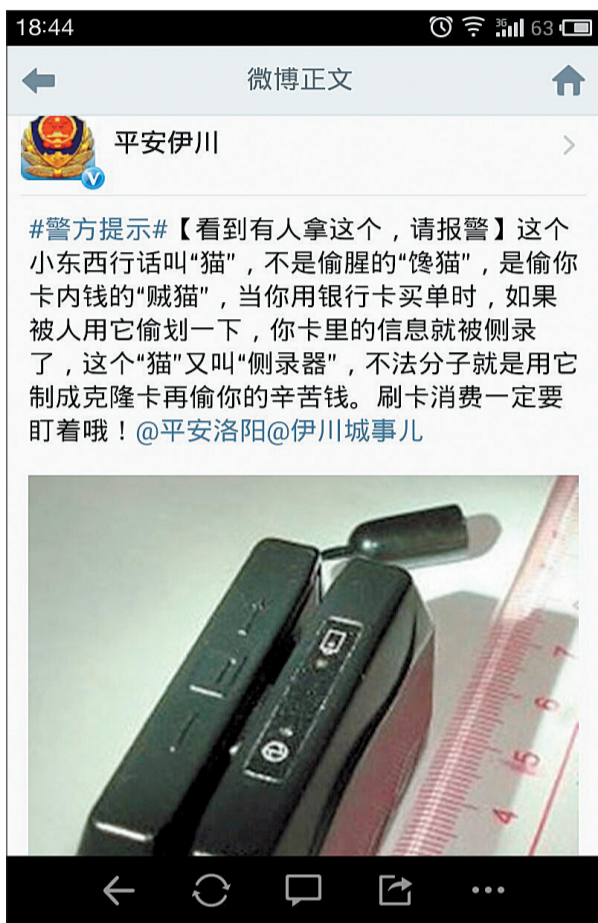 18:44
3G 63
微博正文
平安伊川
#警方提示#【看到有人拿这个，请报警】这个
小东西行话叫“猫”，不是偷腥的“馋猫”，是偷你
卡内钱的“贼猫”，当你用银行卡买单时，如果
被人用它偷划一下，你卡里的信息就被侧录
了，这个“猫”又叫“侧录器”，不法分子就是用它
制成克隆卡再偷你的辛苦钱。刷卡消费一定要
盯着哦！@平安洛阳@伊川城事儿
7
6
5
4